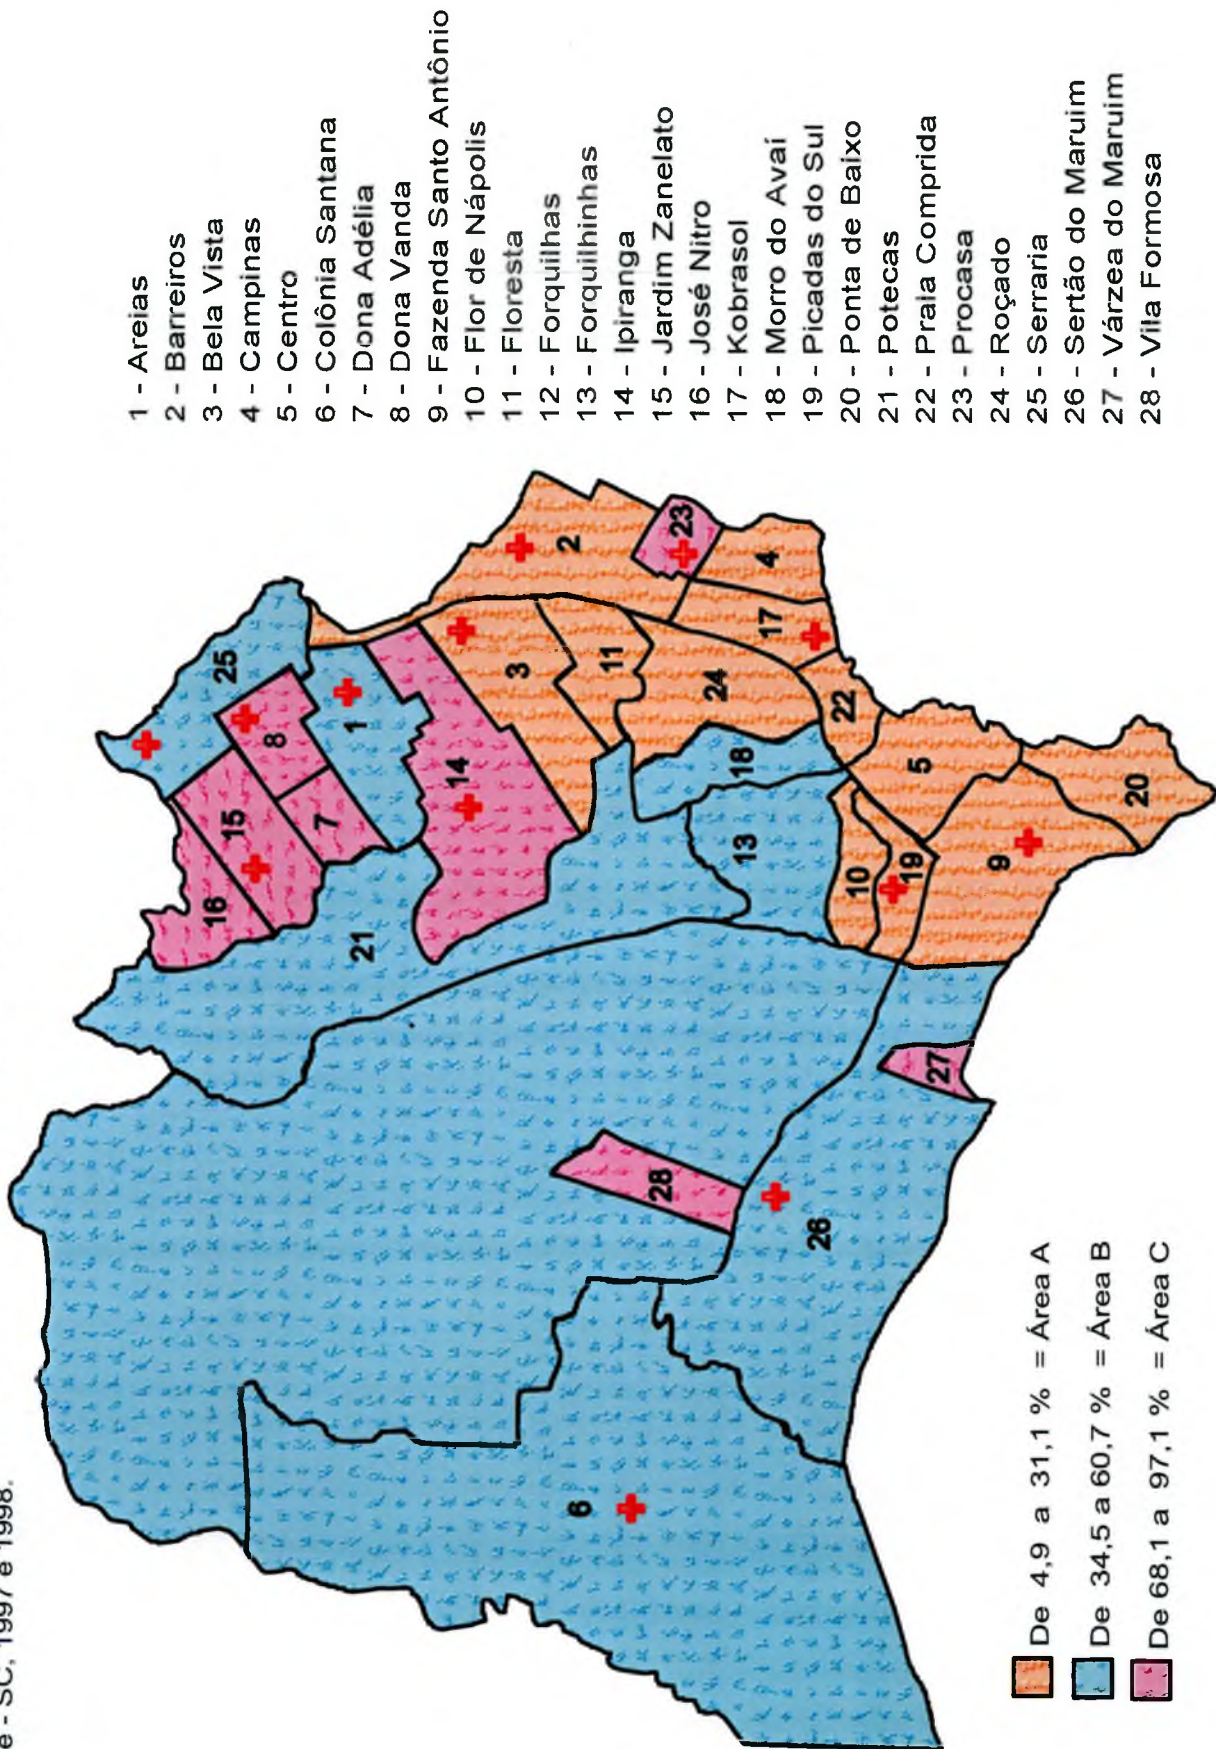 e - SC, 1997 e 1998.
1 - Areias
2 - Barreiros
3 - Bela Vista
4 - Campinas
5 - Centro
6 - Colônia Santana
7 - Dona Adélia
8 - Dona Vanda
9 - Fazenda Santo Antônio
10 - Flor de Nápolis
11 - Floresta
12 - Forquilhas
13 - Forquilhinhas
14 - Ipiranga
15 - Jardim Zanelato
16 - José Nitro
17 - Kobrasol
18 - Morro do Avaí
19 - Picadas do Sul
20 - Ponta de Baixo
21 - Potecas
22 - Praia Comprida
23 - Procasa
24 - Roçado
25 - Serraria
26 - Sertão do Maruim
27 - Várzea do Maruim
28 - Vila Formosa
25
8
1
16
15
7
21
14
2
3
11
23
4
17
24
18
13
22
10
19
5
9
20
27
28
26
6
De 4,9 a 31,1 % = Área A
De 34,5 a 60,7 % = Área B
De 68,1 a 97,1 % = Área C